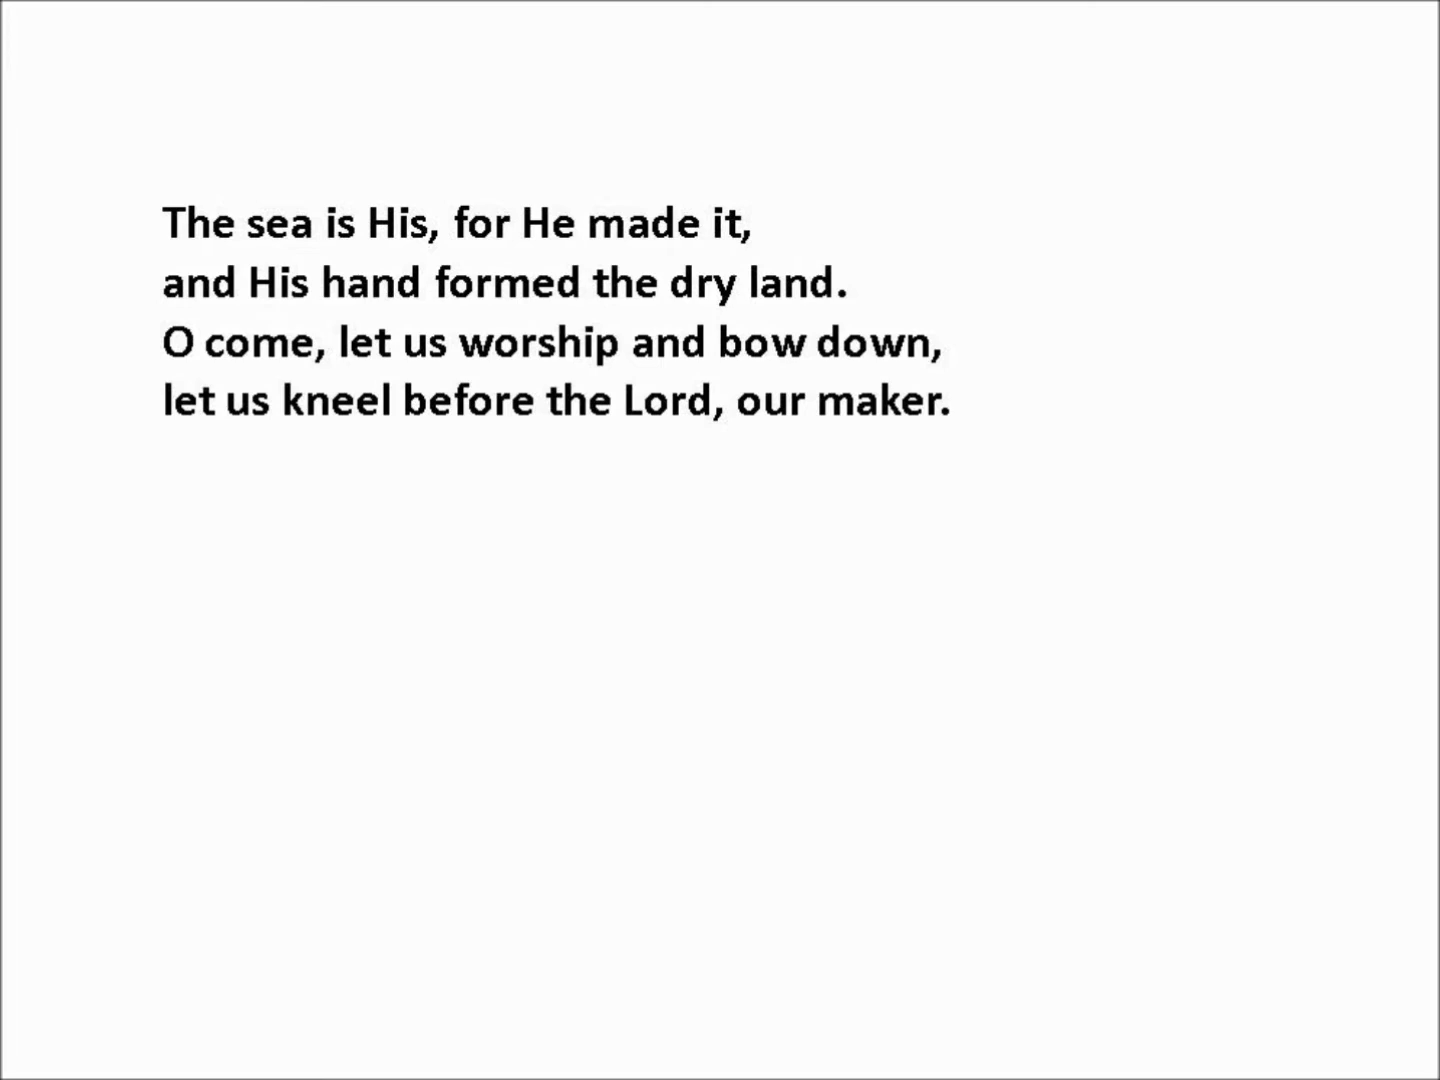 The sea is His, for He made it,
and His hand formed the dry land.
O come, let us worship and bow down,
let us kneel before the Lord, our maker.